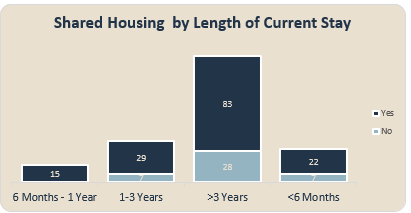 Shared Housing by Length of Current Stay
83
29
15
22
28
7
7
Yes
No
6 Months - 1 Year
1-3 Years
>3 Years
<6 Months